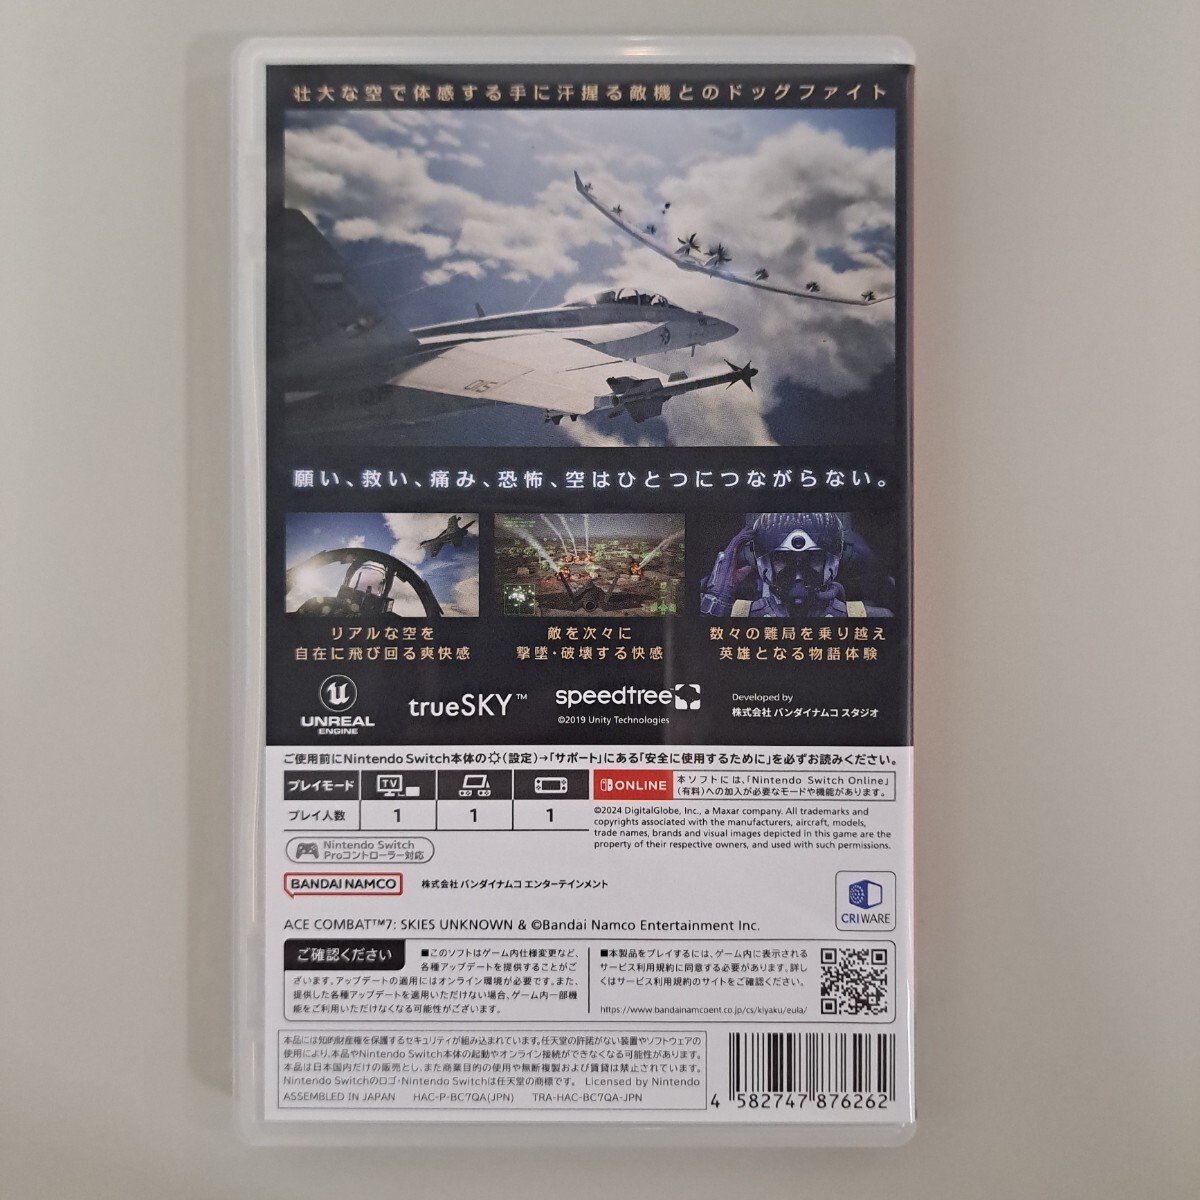 壮大な空で体感する手に汗握る敵機とのドッグファイト
015
願い、救い、痛み、恐怖、空はひとつにつながらない。
リアルな空を
自在に飛び回る爽快感
敵を次々に
撃墜・破壊する快感
数々の難局を乗り越え
英雄となる物語体験
UNREAL
ENGINE
trueSKY™
speedtree
©2019 Unity Technologies
Developed by
株式会社 バンダイナムコ スタジオ
ご使用前にNintendo Switch本体の(設定)→「サポート」にある「安全に使用するために」を必ずお読みください。
プレイモード
TV
プレイ人数 1 1 1
ONLINE
本ソフトには、「Nintendo Switch Online」
(有料)への加入が必要なモードや機能があります。
©2024 DigitalGlobe, Inc., a Maxar company. All trademarks and
copyrights associated with the manufacturers, aircraft, models,
trade names, brands and visual images depicted in this game are the
property of their respective owners, and used with such permissions.
Nintendo Switch
Proコントローラー対応
BANDAI NAMCO
株式会社 バンダイナムコ エンターテインメント
CRIWARE
ACE COMBAT™7: SKIES UNKNOWN & ©Bandai Namco Entertainment Inc.
ご確認ください
■このソフトはゲーム内仕様変更など、
各種アップデートを提供することがご
ざいます。アップデートの適用にはオンライン環境が必要です。また、
提供した各種アップデートを適用いただけない場合、ゲーム内一部機
能をご利用いただけなくなる可能性がございます。
■本製品をプレイするには、ゲーム内に表示される
サービス利用規約に同意する必要があります。詳し
くはサービス利用規約のサイトをご確認ください。
https://www.bandainamcoent.co.jp/cs/kiyaku/eula/
本品には知的財産権を保護するセキュリティが組み込まれています。任天堂の許諾がない装置やソフトウェアの
使用により、本品やNintendo Switch本体の起動やオンライン接続ができなくなる可能性があります。
本品は日本国内だけの販売とし、また商業目的の使用や無断複製および賃貸は禁止されています。
Nintendo Switchのロゴ・Nintendo Switchは任天堂の商標です。 Licensed by Nintendo
ASSEMBLED IN JAPAN HAC-P-BC7QA(JPN) TRA-HAC-BC7QA-JPN
4 582747 876262